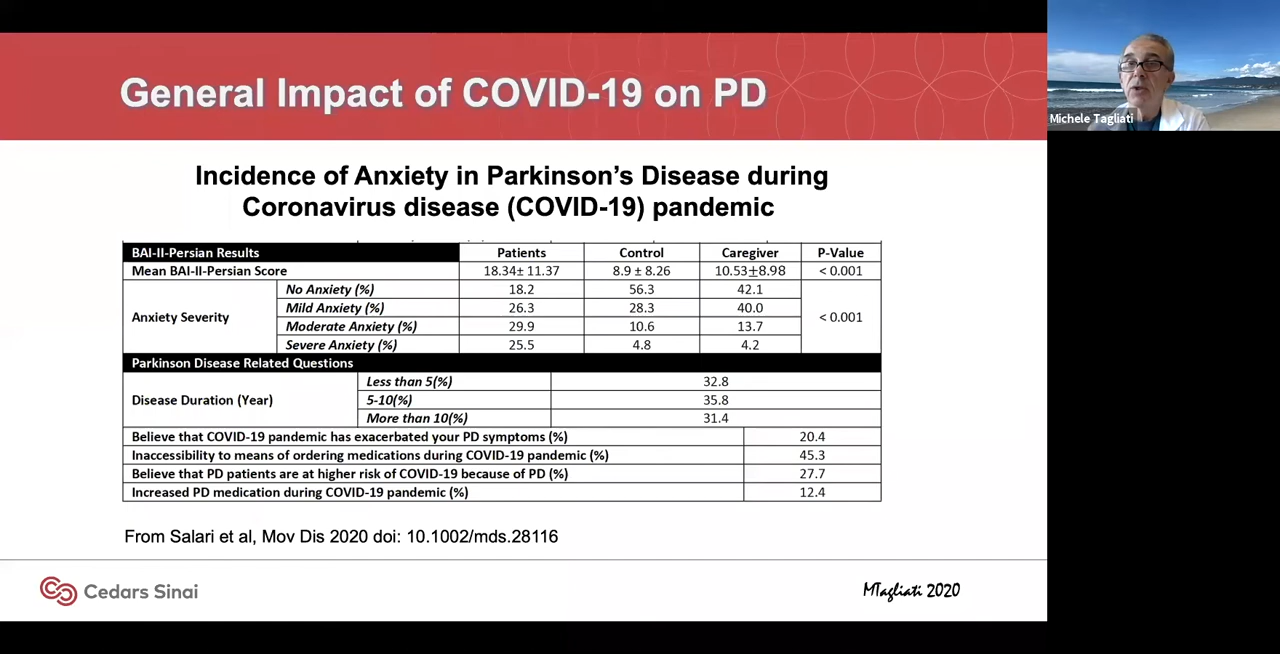 General Impact of COVID-19 on PD
Michele Tagliati
Incidence of Anxiety in Parkinson's Disease during
Coronavirus disease (COVID-19) pandemic
BAI-II-Persian Results Patients Control Caregiver P-Value
Mean BAI-II-Persian Score 18.34± 11.37 8.9 ± 8.26 10.53±8.98 < 0.001
Anxiety Severity No Anxiety (%) 18.2 56.3 42.1 < 0.001
Mild Anxiety (%) 26.3 28.3 40.0
Moderate Anxiety (%) 29.9 10.6 13.7
Severe Anxiety (%) 25.5 4.8 4.2
Parkinson Disease Related Questions
Disease Duration (Year) Less than 5(%) 32.8
5-10(%) 35.8
More than 10(%) 31.4
Believe that COVID-19 pandemic has exacerbated your PD symptoms (%) 20.4
Inaccessibility to means of ordering medications during COVID-19 pandemic (%) 45.3
Believe that PD patients are at higher risk of COVID-19 because of PD (%) 27.7
Increased PD medication during COVID-19 pandemic (%) 12.4
From Salari et al, Mov Dis 2020 doi: 10.1002/mds.28116
Cedars Sinai
MTagliati 2020